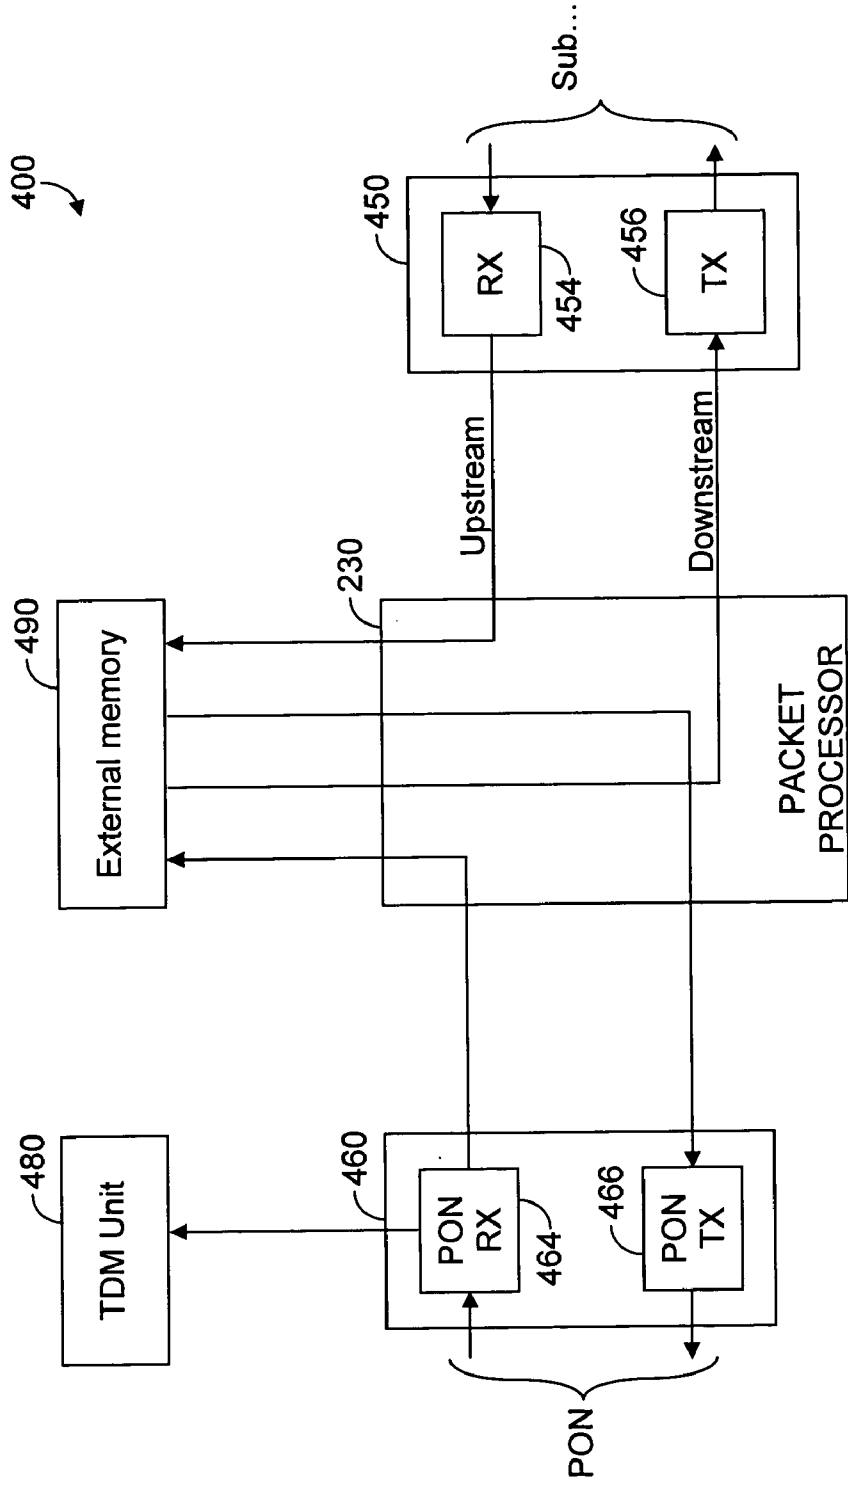 400
480
TDM Unit
490
External memory
460
PON
RX
464
466
PON
TX
PON
230
PACKET
PROCESSOR
Upstream
Downstream
450
RX
454
456
TX
Sub...